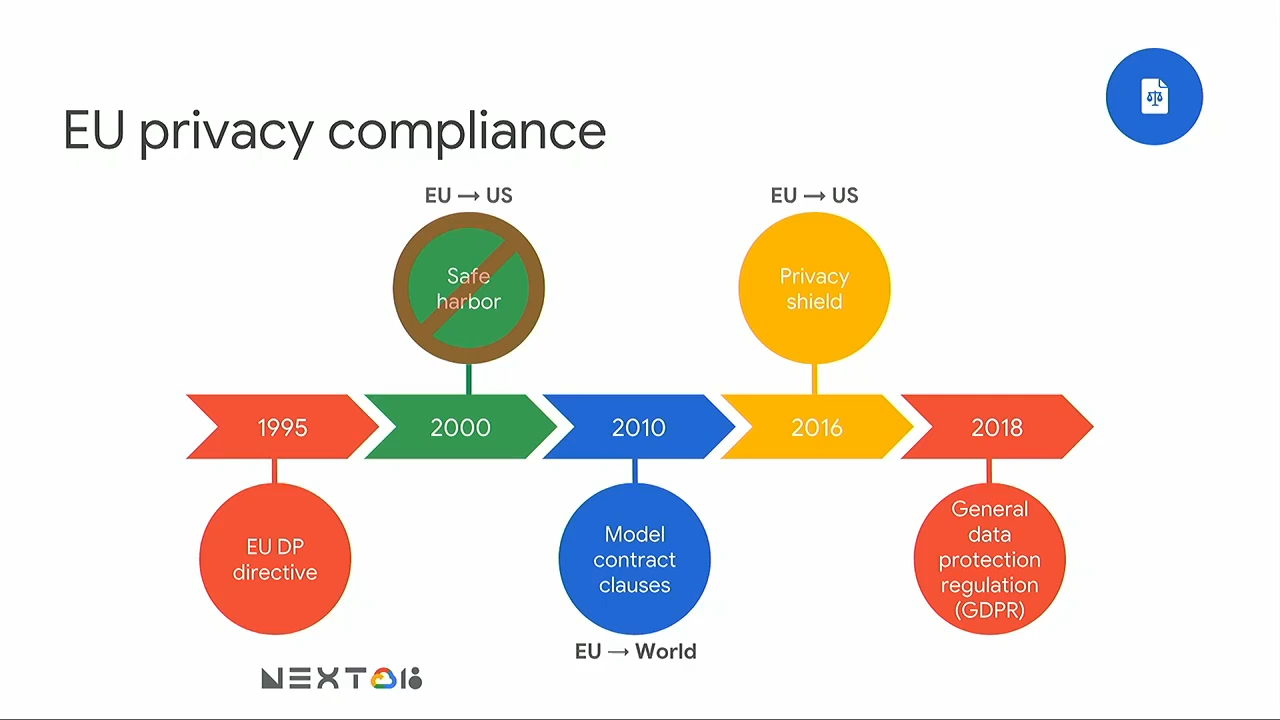 EU privacy compliance
EU → US
EU → US
Safe
harbor
Privacy
shield
1995
2000
2010
2016
2018
EU DP
directive
Model
contract
clauses
General
data
protection
regulation
(GDPR)
EU → World
NEXT 18